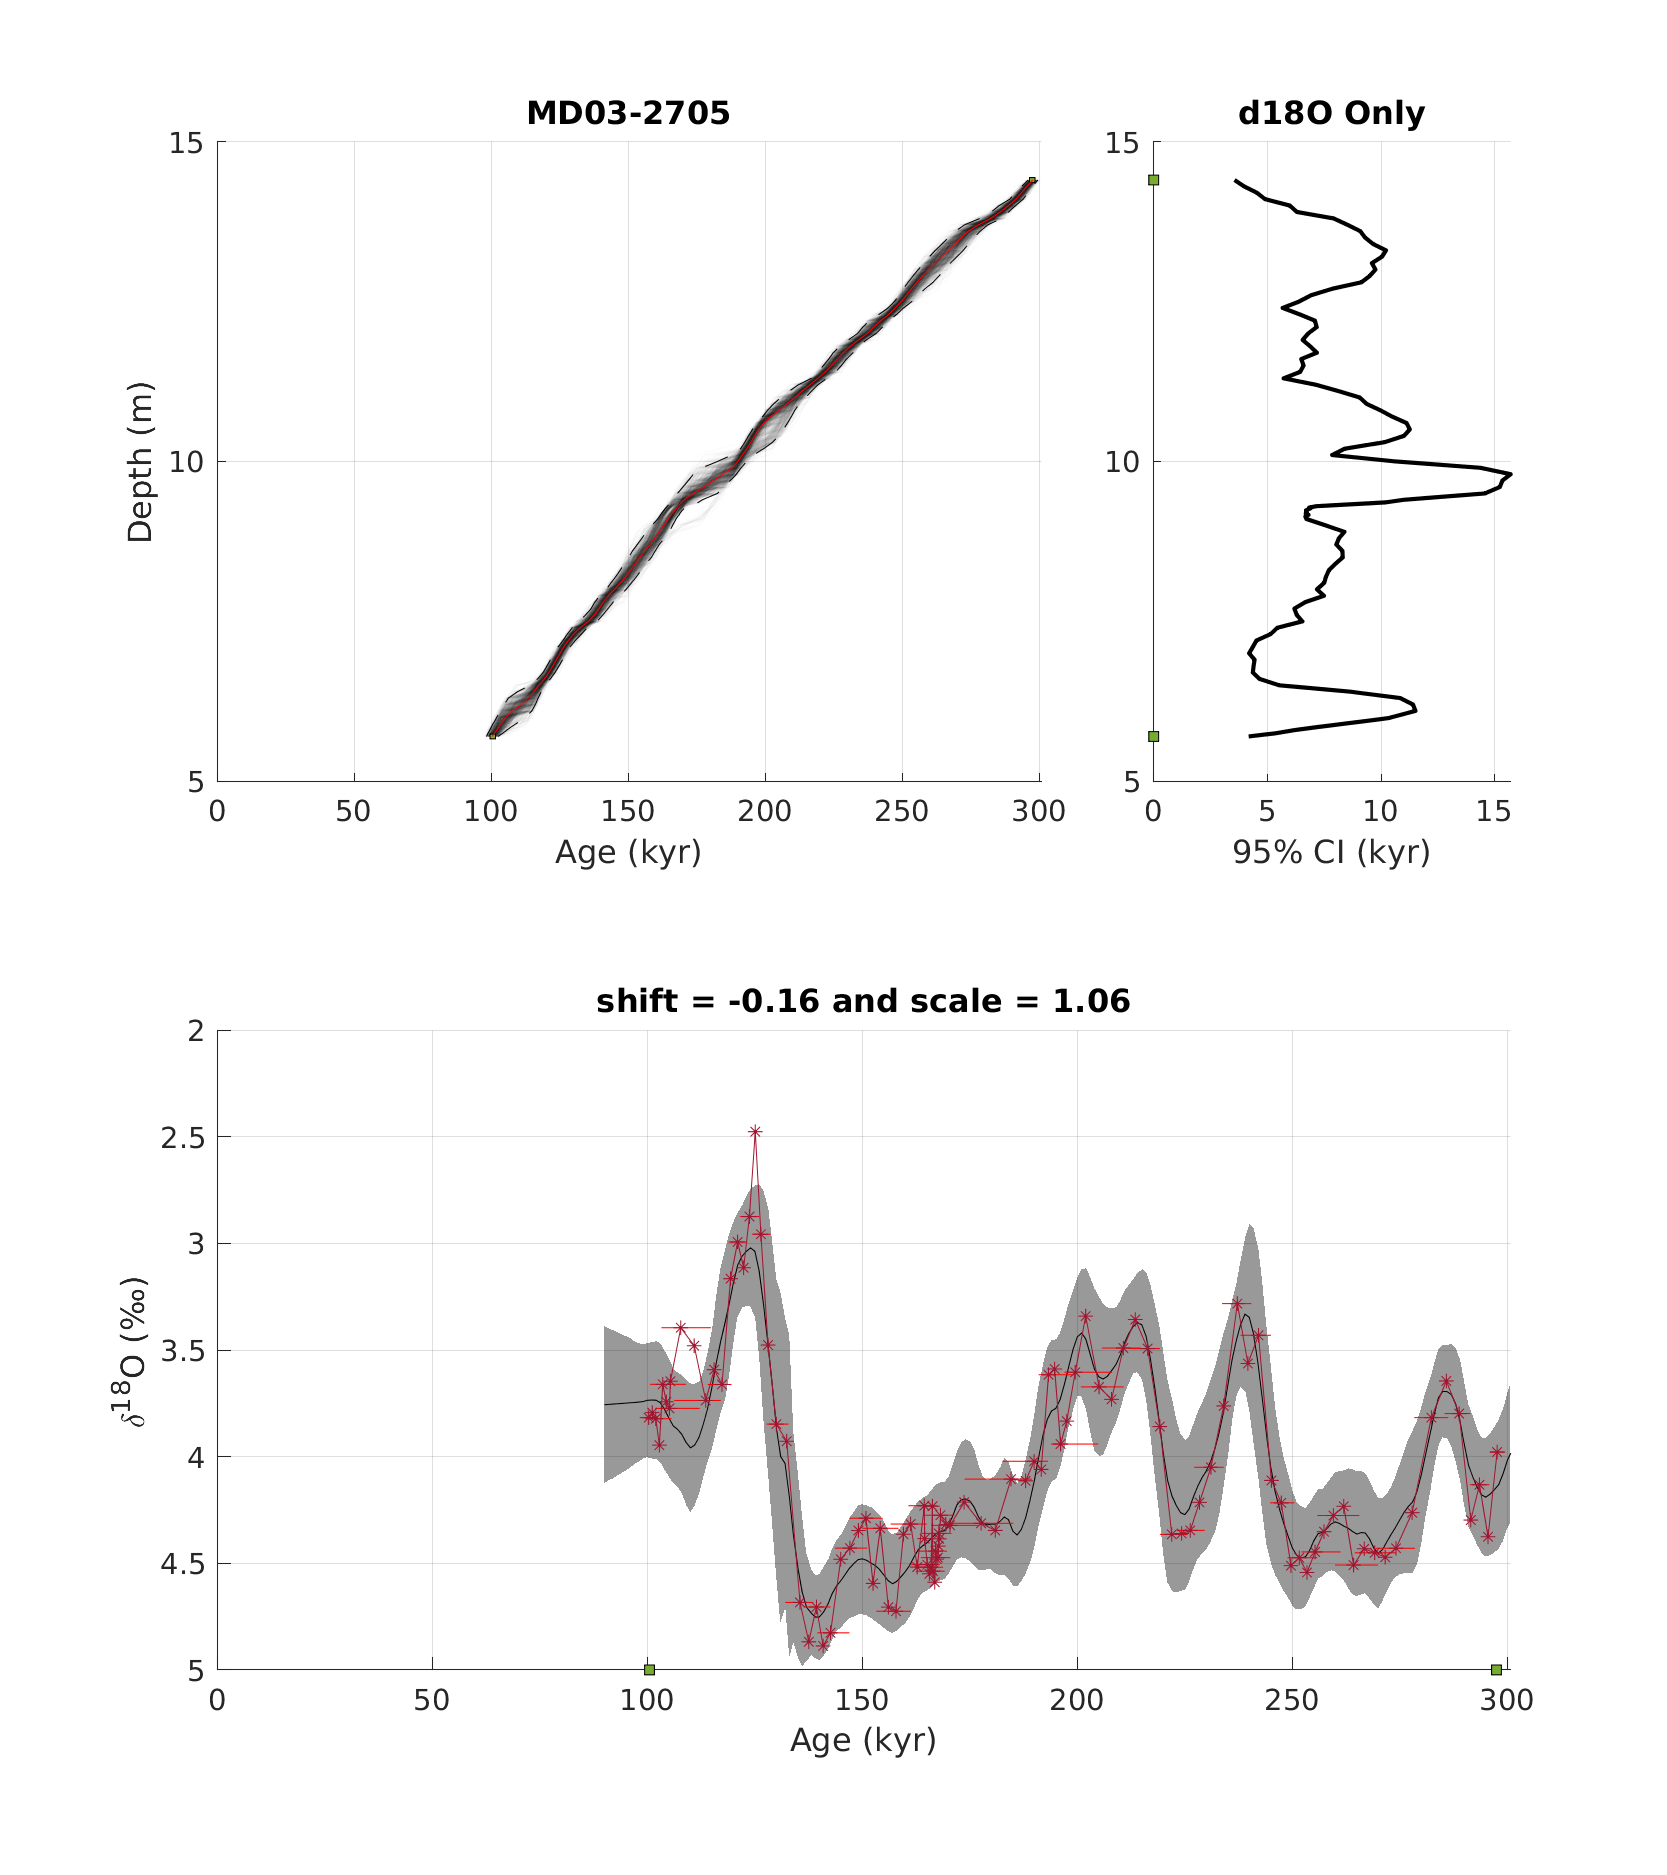 MD03-2705
d18O Only
15
10
5
Depth (m)
0 50 100 150 200 250 300
Age (kyr)
15
10
5
0 5 10 15
95% CI (kyr)
shift = -0.16 and scale = 1.06
2
2.5
3
3.5
4
4.5
5
δ¹⁸O (‰)
0 50 100 150 200 250 300
Age (kyr)